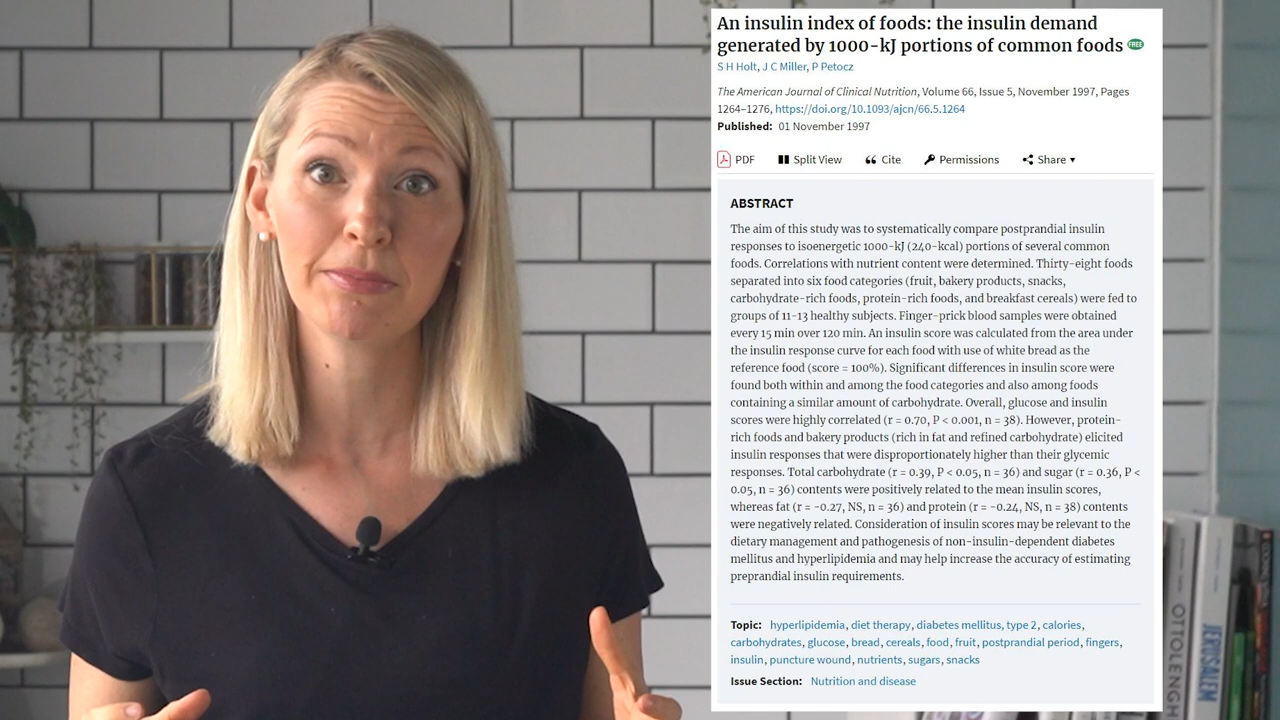 An insulin index of foods: the insulin demand
generated by 1000-kJ portions of common foods FREE
S H Holt, J C Miller, P Petocz
The American Journal of Clinical Nutrition, Volume 66, Issue 5, November 1997, Pages
1264–1276, https://doi.org/10.1093/ajcn/66.5.1264
Published: 01 November 1997
PDF Split View Cite Permissions Share
ABSTRACT
The aim of this study was to systematically compare postprandial insulin
responses to isoenergetic 1000-kJ (240-kcal) portions of several common
foods. Correlations with nutrient content were determined. Thirty-eight foods
separated into six food categories (fruit, bakery products, snacks,
carbohydrate-rich foods, protein-rich foods, and breakfast cereals) were fed to
groups of 11-13 healthy subjects. Finger-prick blood samples were obtained
every 15 min over 120 min. An insulin score was calculated from the area under
the insulin response curve for each food with use of white bread as the
reference food (score = 100%). Significant differences in insulin score were
found both within and among the food categories and also among foods
containing a similar amount of carbohydrate. Overall, glucose and insulin
scores were highly correlated (r = 0.70, P < 0.001, n = 38). However, protein-
rich foods and bakery products (rich in fat and refined carbohydrate) elicited
insulin responses that were disproportionately higher than their glycemic
responses. Total carbohydrate (r = 0.39, P < 0.05, n = 36) and sugar (r = 0.36, P <
0.05, n = 36) contents were positively related to the mean insulin scores,
whereas fat (r = -0.27, NS, n = 36) and protein (r = -0.24, NS, n = 38) contents
were negatively related. Consideration of insulin scores may be relevant to the
dietary management and pathogenesis of non-insulin-dependent diabetes
mellitus and hyperlipidemia and may help increase the accuracy of estimating
preprandial insulin requirements.
Topic: hyperlipidemia, diet therapy, diabetes mellitus, type 2, calories,
carbohydrates, glucose, bread, cereals, food, fruit, postprandial period, fingers,
insulin, puncture wound, nutrients, sugars, snacks
Issue Section: Nutrition and disease
OTTOLENGH
JERUSALEM